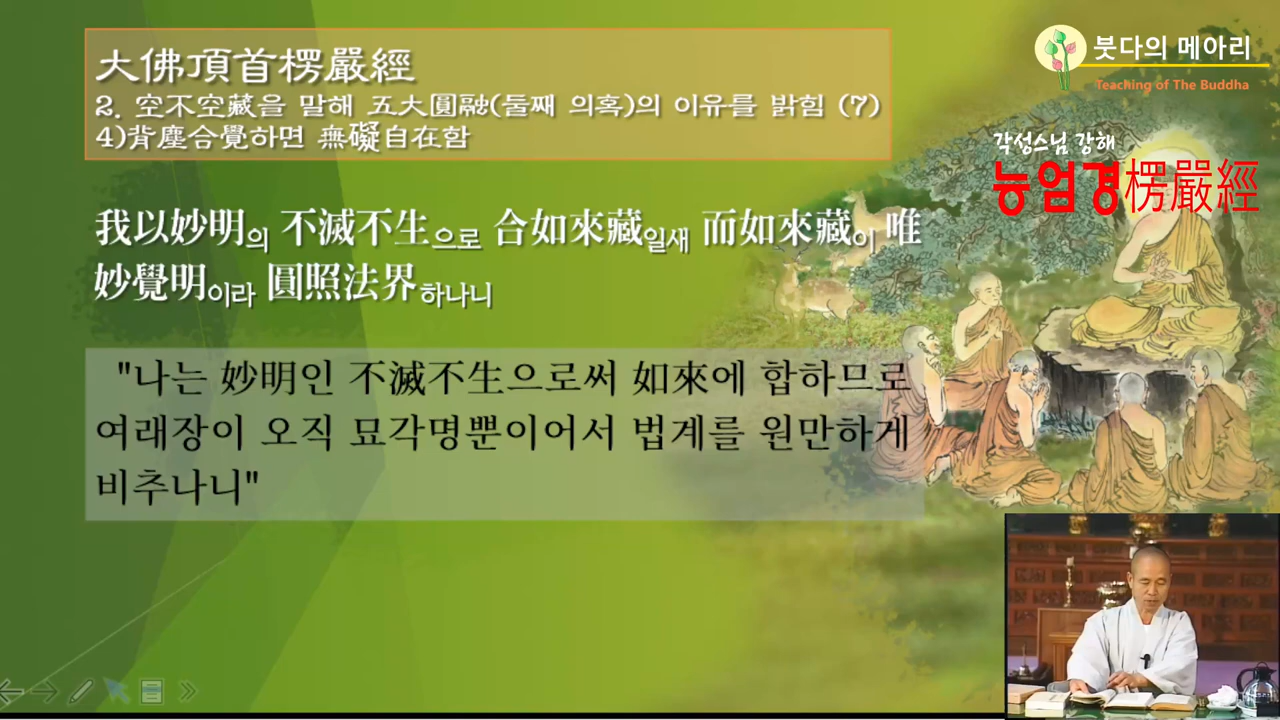 大佛頂首楞嚴經
2. 空不空藏을 말해 五大圓融(둘째 의혹)의 이유를 밝힘 (7)
4)背塵合覺하면 無礙自在함
붓다의 메아리
Teaching of The Buddha
각성스님 강해
능엄경楞嚴經
我以妙明의 不滅不生으로 合如來藏일새 而如來藏이 唯
妙覺明이라 圓照法界하나니
"나는 妙明인 不滅不生으로써 如來에 합하므로
여래장이 오직 묘각명뿐이어서 법계를 원만하게
비추나니"